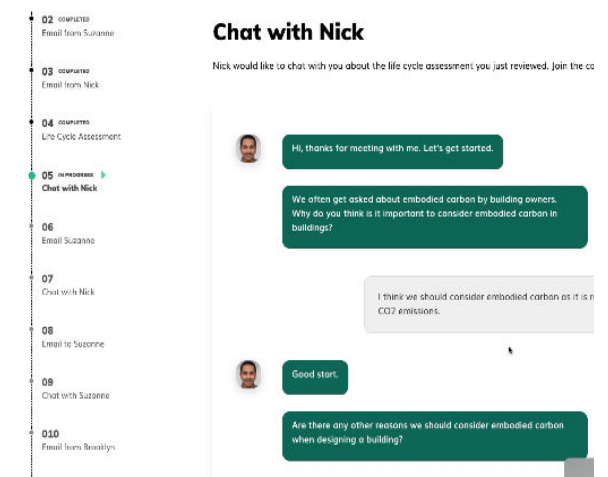 02 COMPLETED
Email from Suzanne
03 COMPLETED
Email from Nick
04 COMPLETED
Life Cycle Assessment
05 IN PROGRESS
Chat with Nick
06
Email Suzanne
07
Chat with Nick
08
Email to Suzanne
09
Chat with Suzanne
010
Email from Brooklyn
Chat with Nick
Nick would like to chat with you about the life cycle assessment you just reviewed. Join the
Hi, thanks for meeting with me. Let's get started.
We often get asked about embodied carbon by building owners.
Why do you think is it important to consider embodied carbon in
buildings?
I think we should consider embodied carbon as it is
CO2 emissions.
Good start.
Are there any other reasons we should consider embodied carbon
when designing a building?